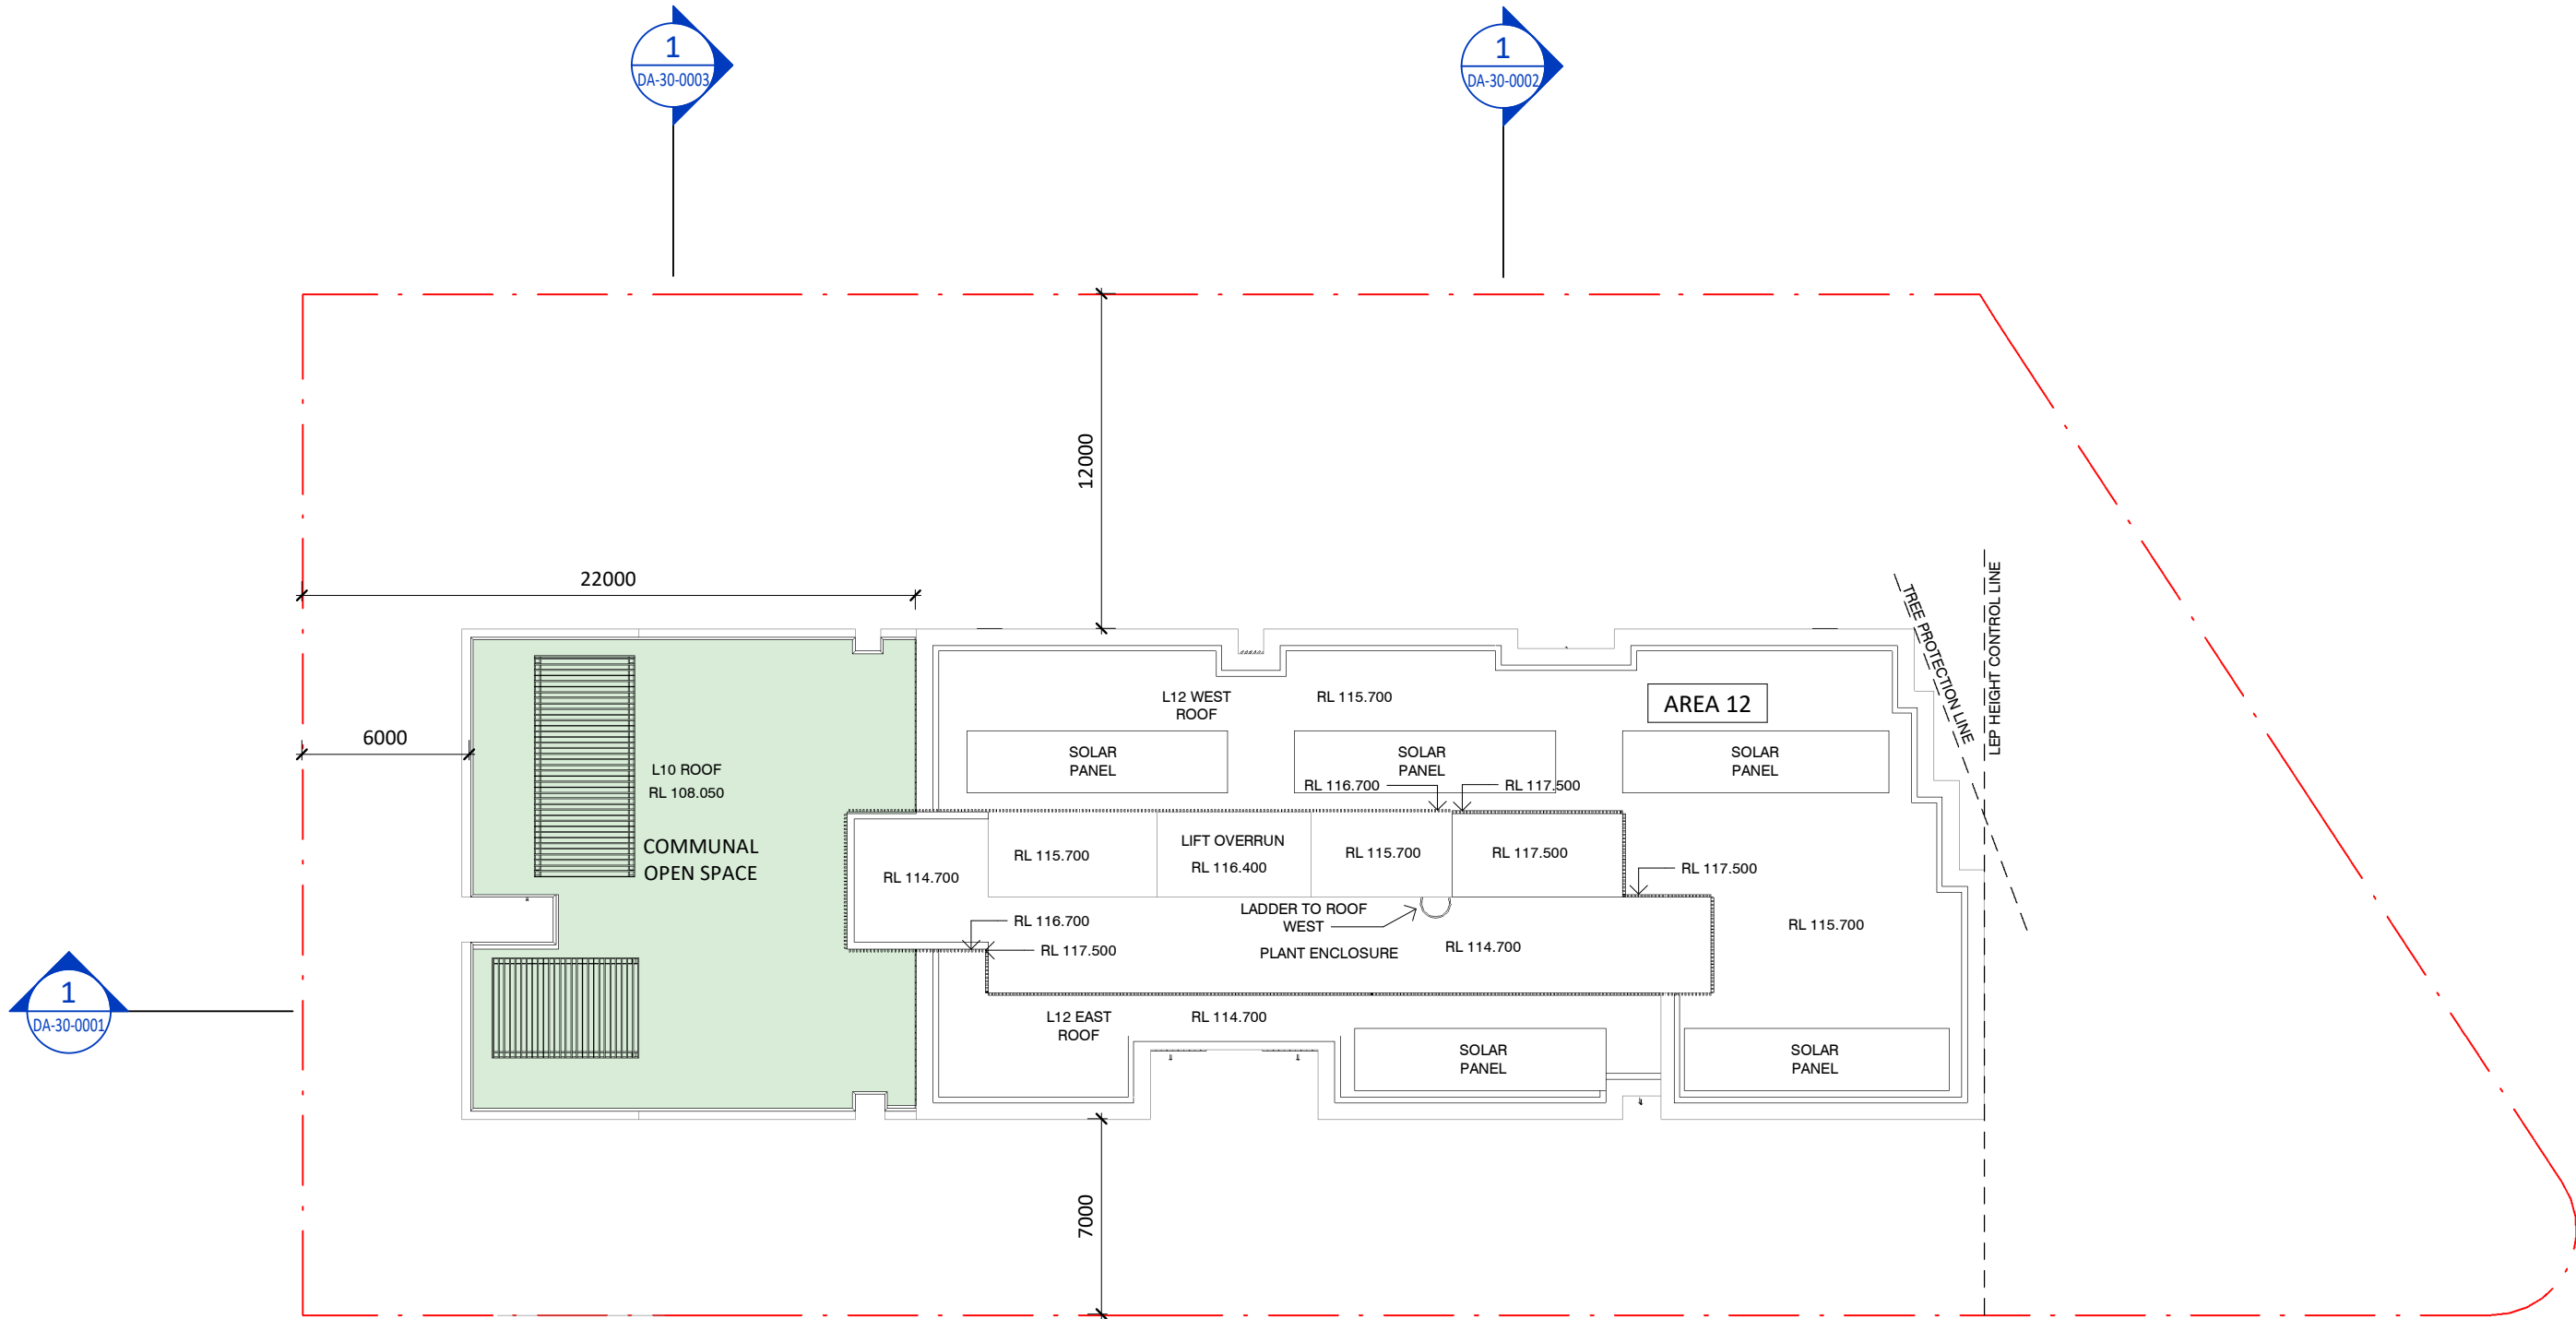 1
DA-30-0003
1
DA-30-0002
12000
22000
TREE PROTECTION LINE
LEP HEIGHT CONTROL LINE
L12 WEST
ROOF
RL 115.700
AREA 12
6000
SOLAR
PANEL
SOLAR
PANEL
SOLAR
PANEL
L10 ROOF
RL 108.050
RL 116.700
RL 117.500
COMMUNAL
OPEN SPACE
RL 114.700
RL 115.700
LIFT OVERRUN
RL 116.400
RL 115.700
RL 117.500
RL 117.500
LADDER TO ROOF
WEST
RL 116.700
RL 117.500
PLANT ENCLOSURE
RL 114.700
RL 115.700
1
DA-30-0001
L12 EAST
ROOF
RL 114.700
SOLAR
PANEL
SOLAR
PANEL
7000